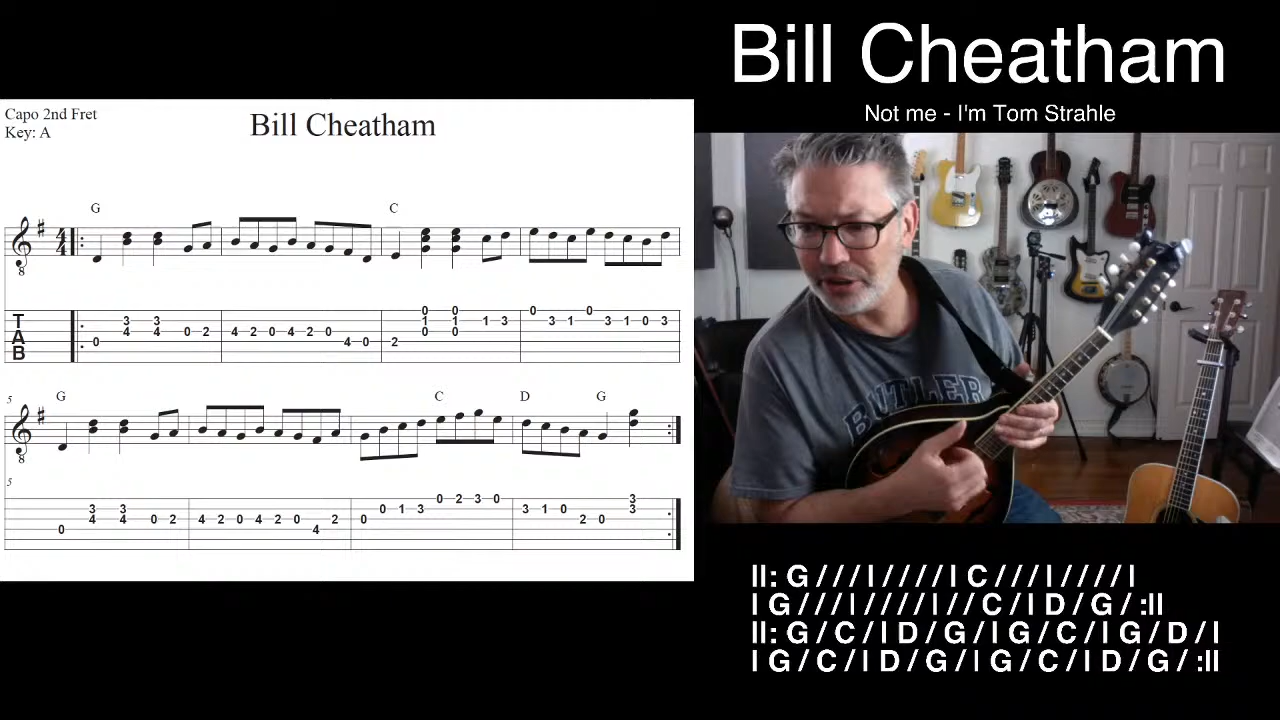 Bill Cheatham
Not me - I'm Tom Strahle
Capo 2nd Fret
Key: A
Bill Cheatham
G C
4
4
8
T
A
B
3 3 0 1 0 1 0 0
4 4 0 2 4 2 0 4 2 0 0 0 1 3 3 1 3 1 0 3
0 4 0 2
5
G C D G
8
5
0 2 3 0 3
3 3 0 1 3 3 1 0 3
4 4 0 2 4 2 0 4 2 0 2 0 2 0
0 4
BUTLER
||: G / / / | / / / / | C / / / | / / / / |
| G / / / | / / / / | / / C / | D / G / :||
||: G / C / | D / G / | G / C / | G / D / |
| G / C / | D / G / | G / C / | D / G / :||